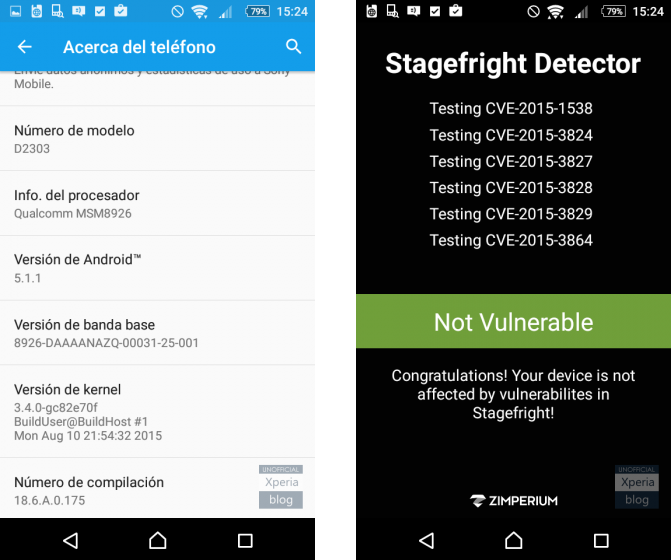 79% 15:24
Acerca del teléfono
Envíe datos anónimos y estadísticas de uso a Sony
Mobile.
Número de modelo
D2303
Info. del procesador
Qualcomm MSM8926
Versión de Android™
5.1.1
Versión de banda base
8926-DAAAANAZQ-00031-25-001
Versión de kernel
3.4.0-gc82e70f
BuildUser@BuildHost #1
Mon Aug 10 21:54:32 2015
Número de compilación
18.6.A.0.175
UNOFFICIAL
Xperia
blog
79% 15:24
Stagefright Detector
Testing CVE-2015-1538
Testing CVE-2015-3824
Testing CVE-2015-3827
Testing CVE-2015-3828
Testing CVE-2015-3829
Testing CVE-2015-3864
Not Vulnerable
Congratulations! Your device is not
affected by vulnerabilites in
Stagefright!
ZIMPERIUM
UNOFFICIAL
Xperia
blog